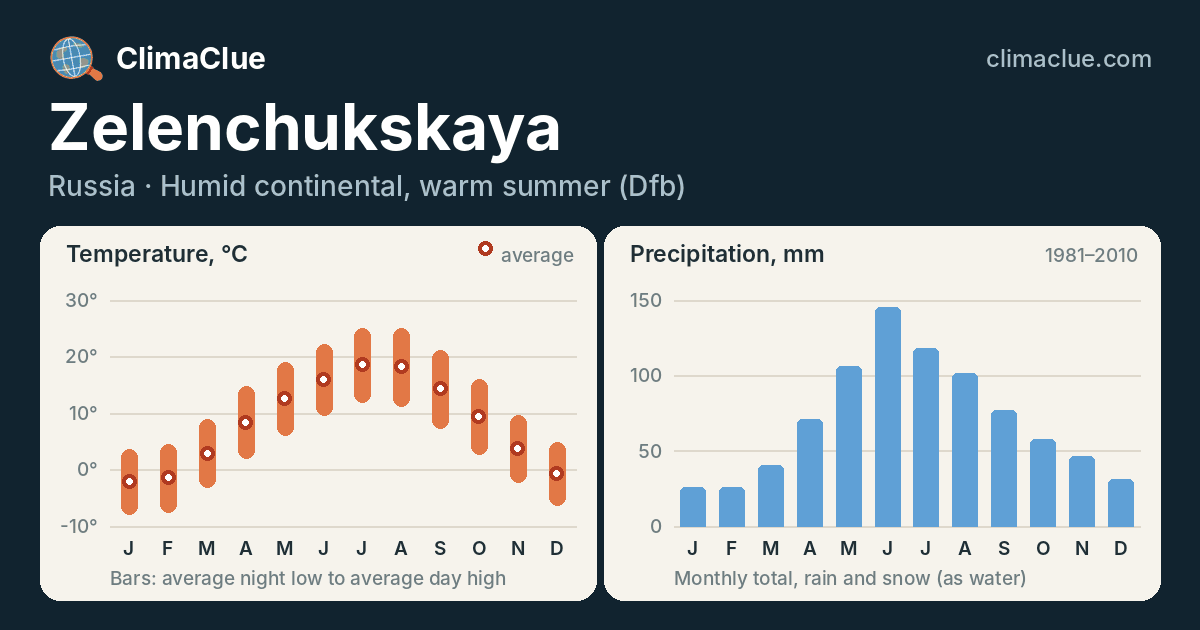 ClimaClue
climaclue.com
Zelenchukskaya
Russia · Humid continental, warm summer (Dfb)
Temperature, °C
average
30°
20°
10°
0°
-10°
J F M A M J J A S O N D
Bars: average night low to average day high
Precipitation, mm
1981–2010
150
100
50
0
J F M A M J J A S O N D
Monthly total, rain and snow (as water)